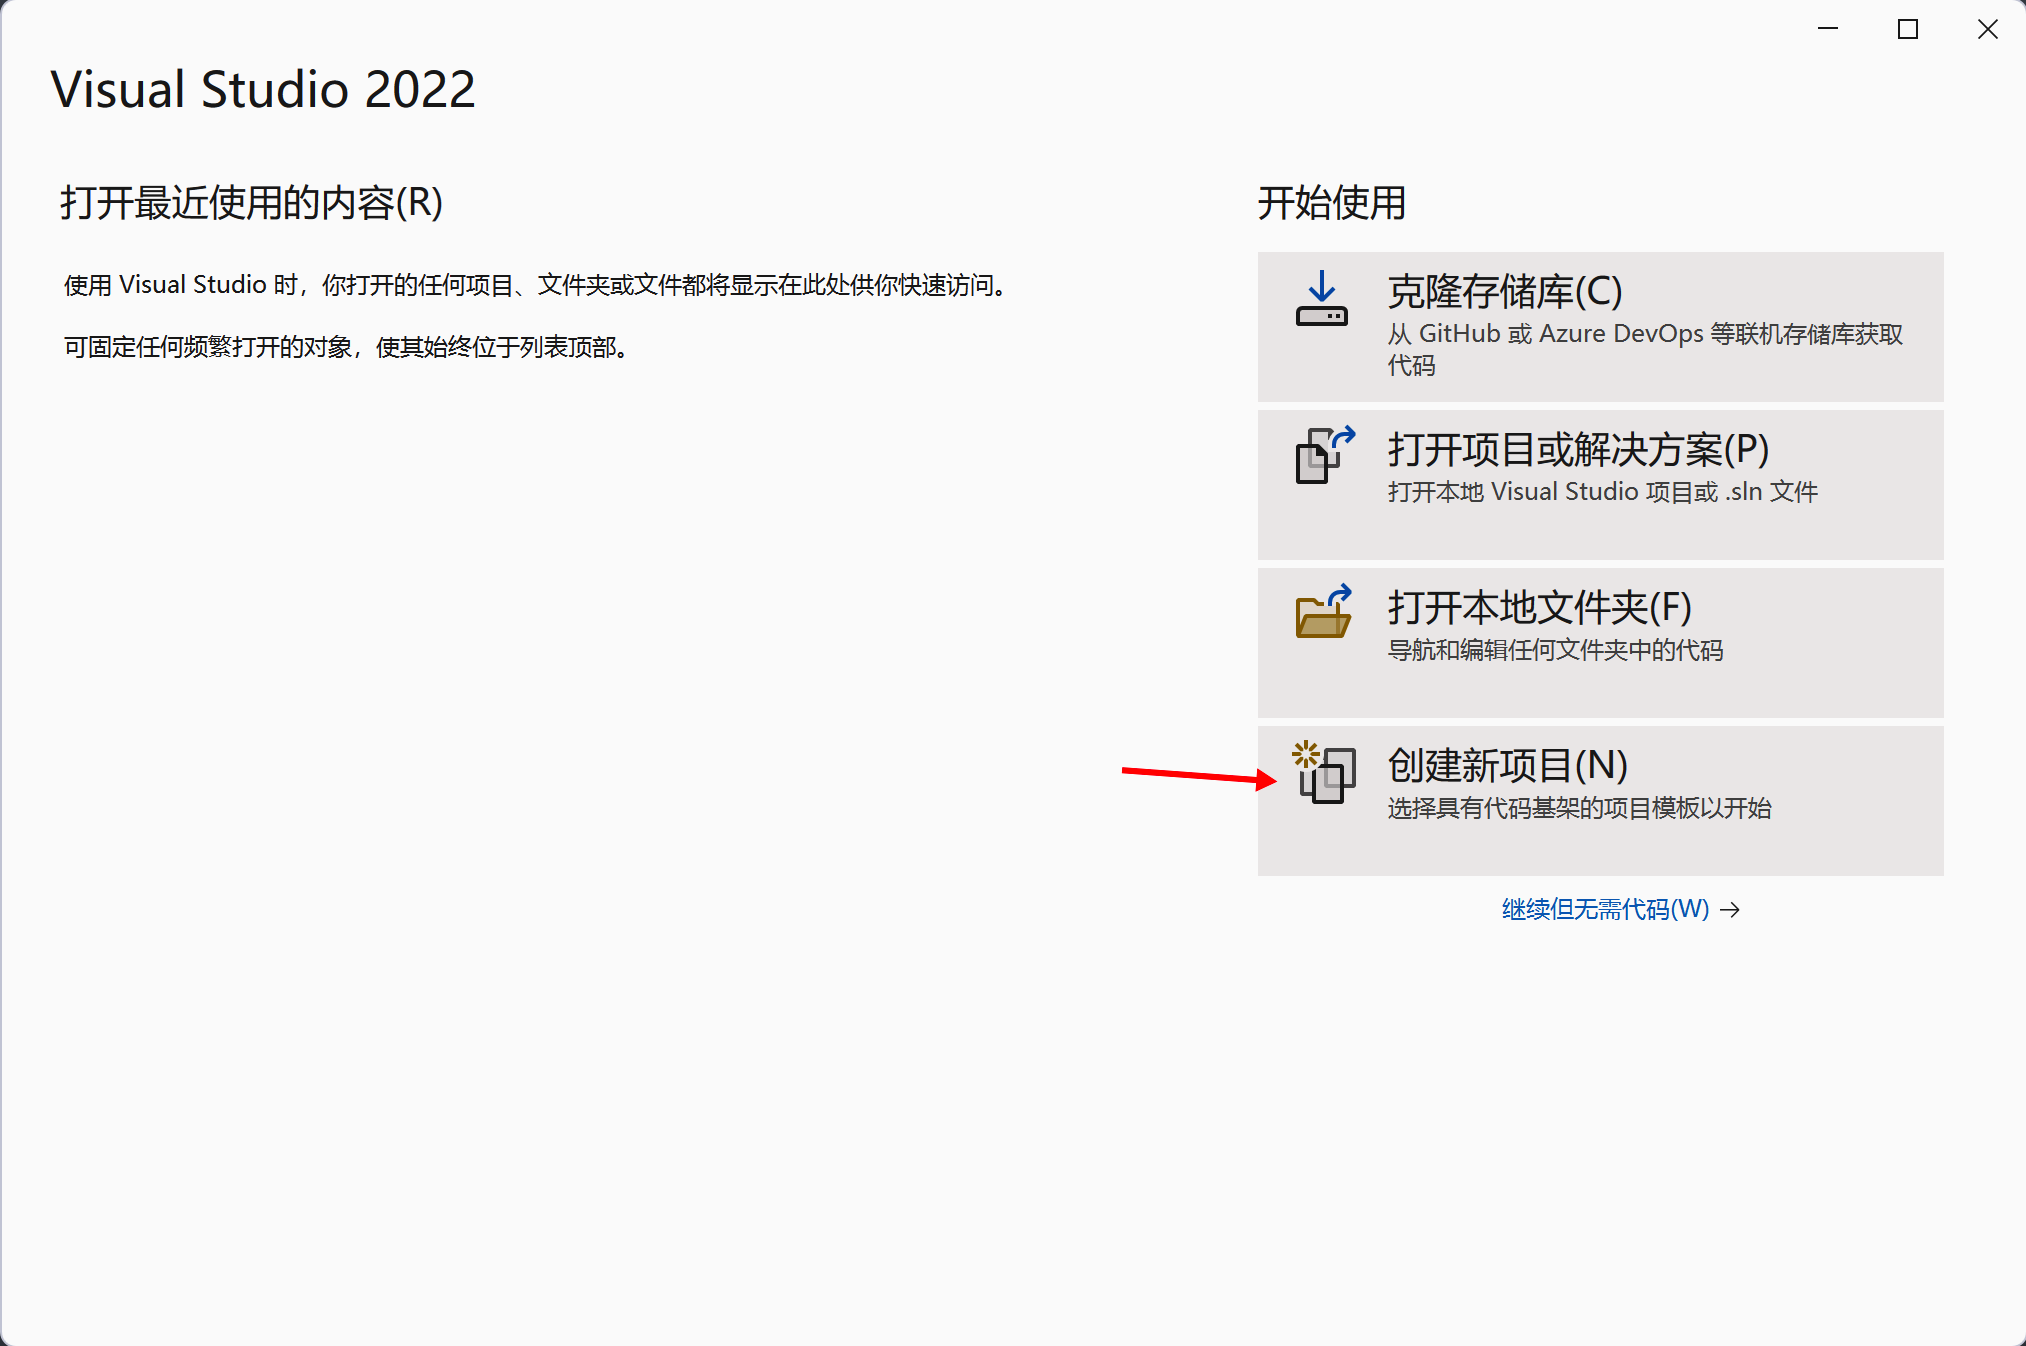 Visual Studio 2022
打开最近使用的内容(R)
使用 Visual Studio 时，你打开的任何项目、文件夹或文件都将显示在此处供你快速访问。
可固定任何频繁打开的对象，使其始终位于列表顶部。
开始使用
克隆存储库(C)
从 GitHub 或 Azure DevOps 等联机存储库获取
代码
打开项目或解决方案(P)
打开本地 Visual Studio 项目或 .sln 文件
打开本地文件夹(F)
导航和编辑任何文件夹中的代码
创建新项目(N)
选择具有代码基架的项目模板以开始
继续但无需代码(W) →